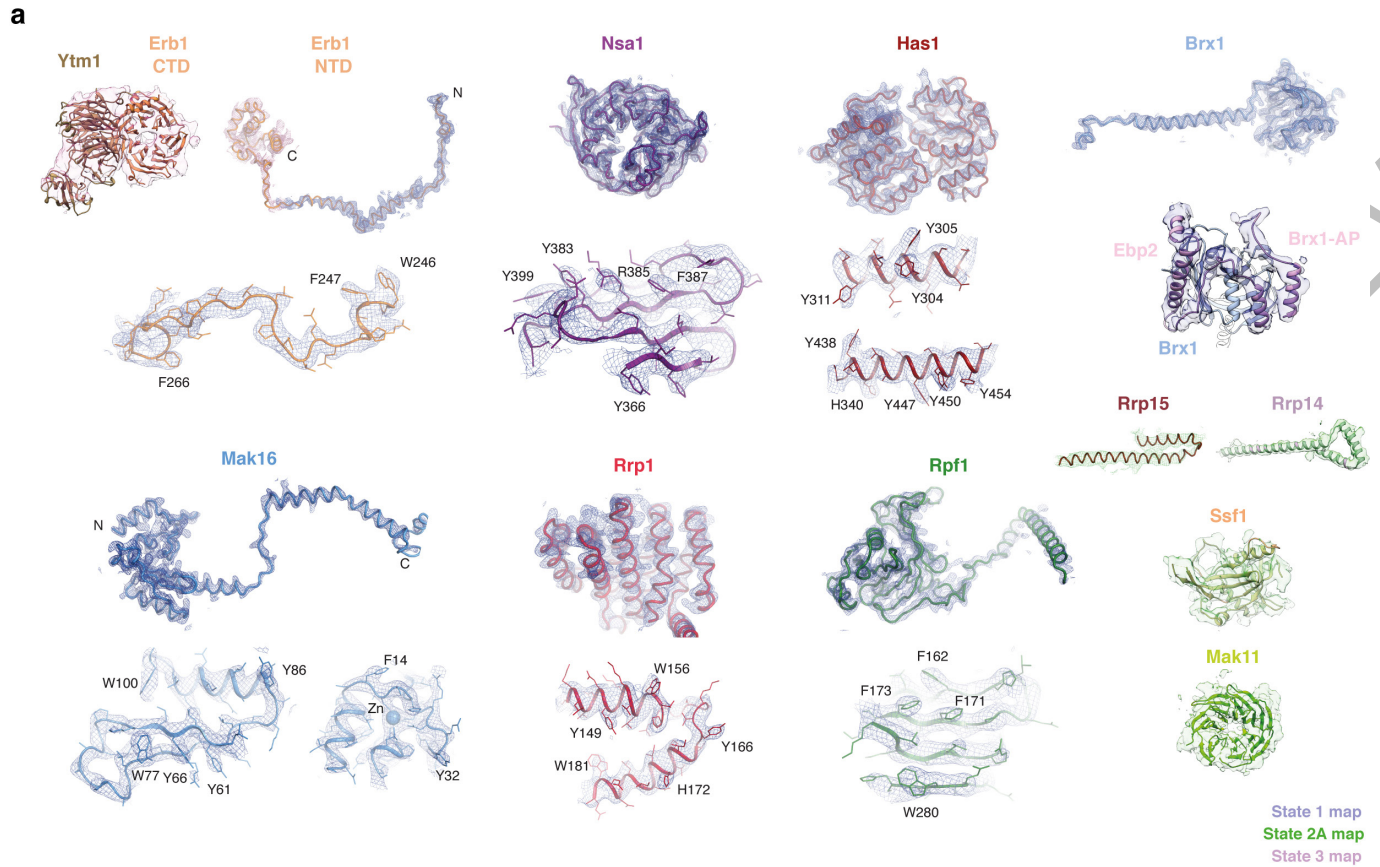 a
Ytm1
Erb1
CTD
Erb1
NTD
N
C
Nsa1
Has1
Brx1
F247
W246
F266
Y383
Y399
R385
F387
Y366
Y305
Y311
Y304
Y438
H340
Y447
Y450
Y454
Ebp2
Brx1-AP
Brx1
Rrp15
Rrp14
Mak16
N
C
Rrp1
Rpf1
Ssf1
W100
Y86
W77
Y66
Y61
F14
Zn
Y32
W156
Y149
Y166
W181
H172
F162
F173
F171
W280
Mak11
State 1 map
State 2A map
State 3 map